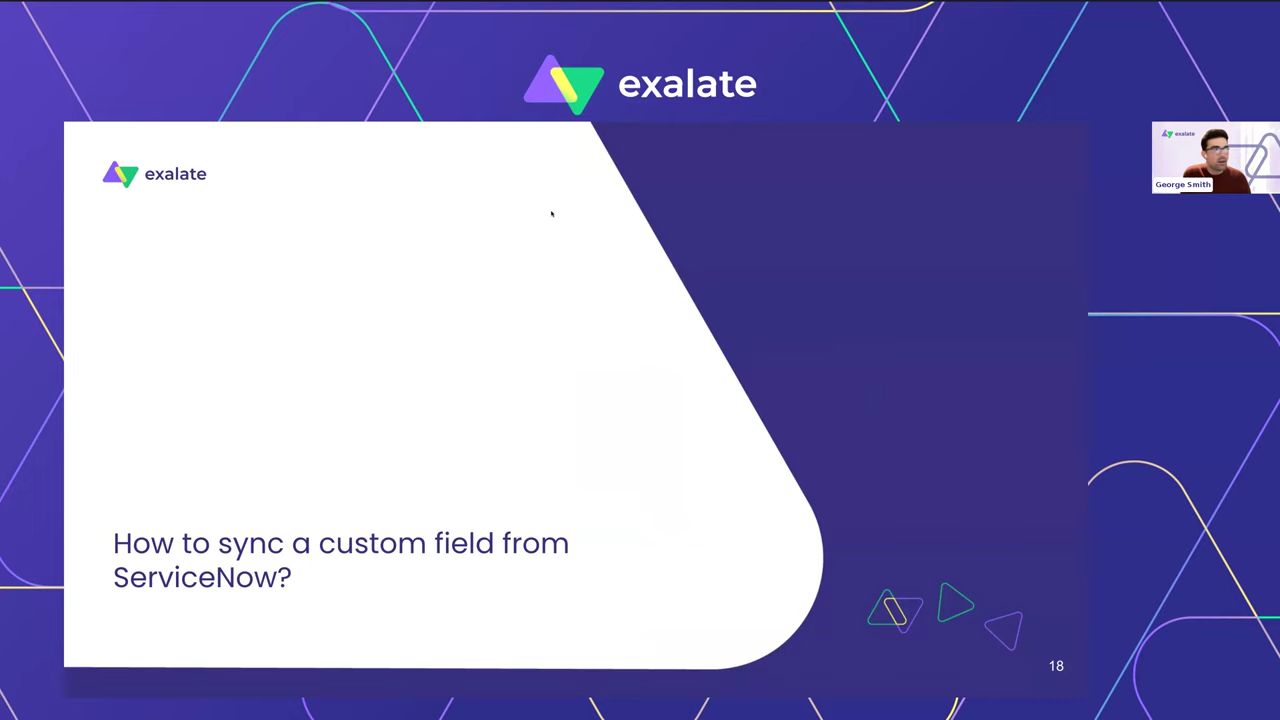 exalate
exalate
exalate
George Smith
How to sync a custom field from
ServiceNow?
18